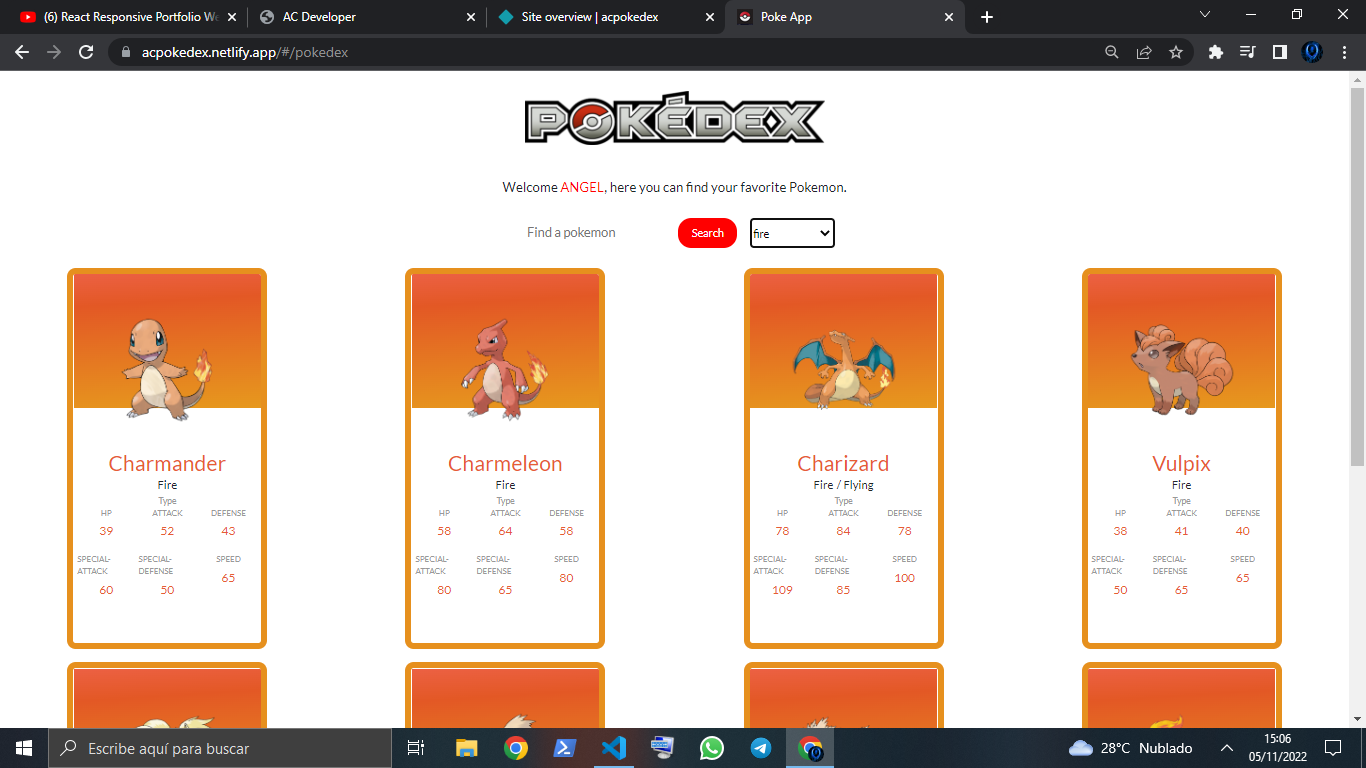 (6) React Responsive Portfolio We
AC Developer
Site overview | acpokedex
Poke App
acpokedex.netlify.app/#/pokedex
POKÉDEX
Welcome ANGEL, here you can find your favorite Pokemon.
Find a pokemon
Search
fire
Charmander
Fire
Type
HP ATTACK DEFENSE
39 52 43
SPECIAL-ATTACK SPECIAL-DEFENSE SPEED
60 50 65
Charmeleon
Fire
Type
HP ATTACK DEFENSE
58 64 58
SPECIAL-ATTACK SPECIAL-DEFENSE SPEED
80 65 80
Charizard
Fire / Flying
Type
HP ATTACK DEFENSE
78 84 78
SPECIAL-ATTACK SPECIAL-DEFENSE SPEED
109 85 100
Vulpix
Fire
Type
HP ATTACK DEFENSE
38 41 40
SPECIAL-ATTACK SPECIAL-DEFENSE SPEED
50 65 65
Escribe aquí para buscar
28°C Nublado
15:06
05/11/2022